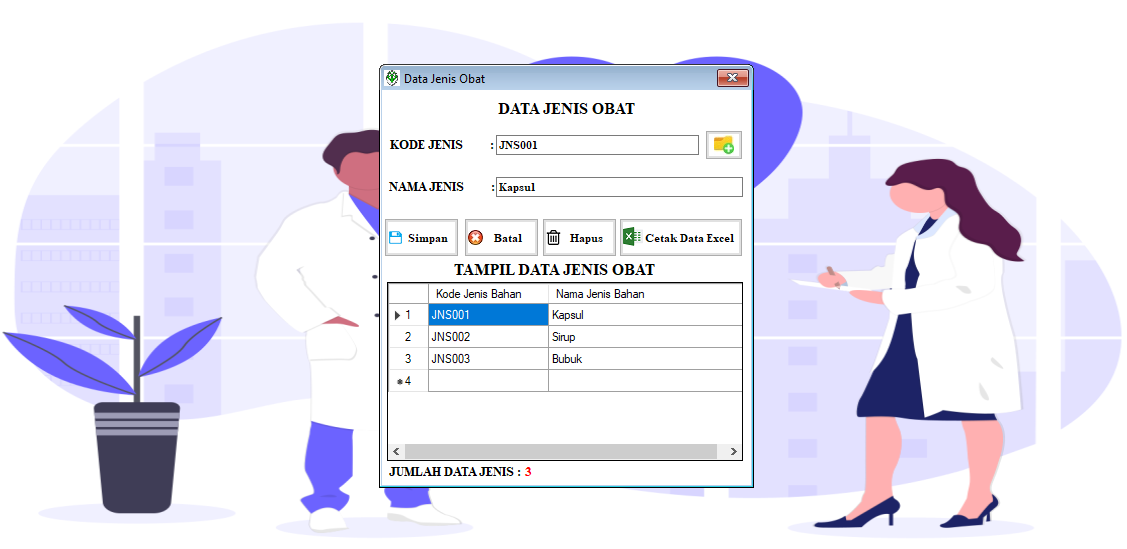 Data Jenis Obat
DATA JENIS OBAT
KODE JENIS : JNS001
NAMA JENIS : Kapsul
Simpan Batal Hapus Cetak Data Excel
TAMPIL DATA JENIS OBAT
Kode Jenis Bahan Nama Jenis Bahan
1 JNS001 Kapsul
2 JNS002 Sirup
3 JNS003 Bubuk
4
JUMLAH DATA JENIS : 3